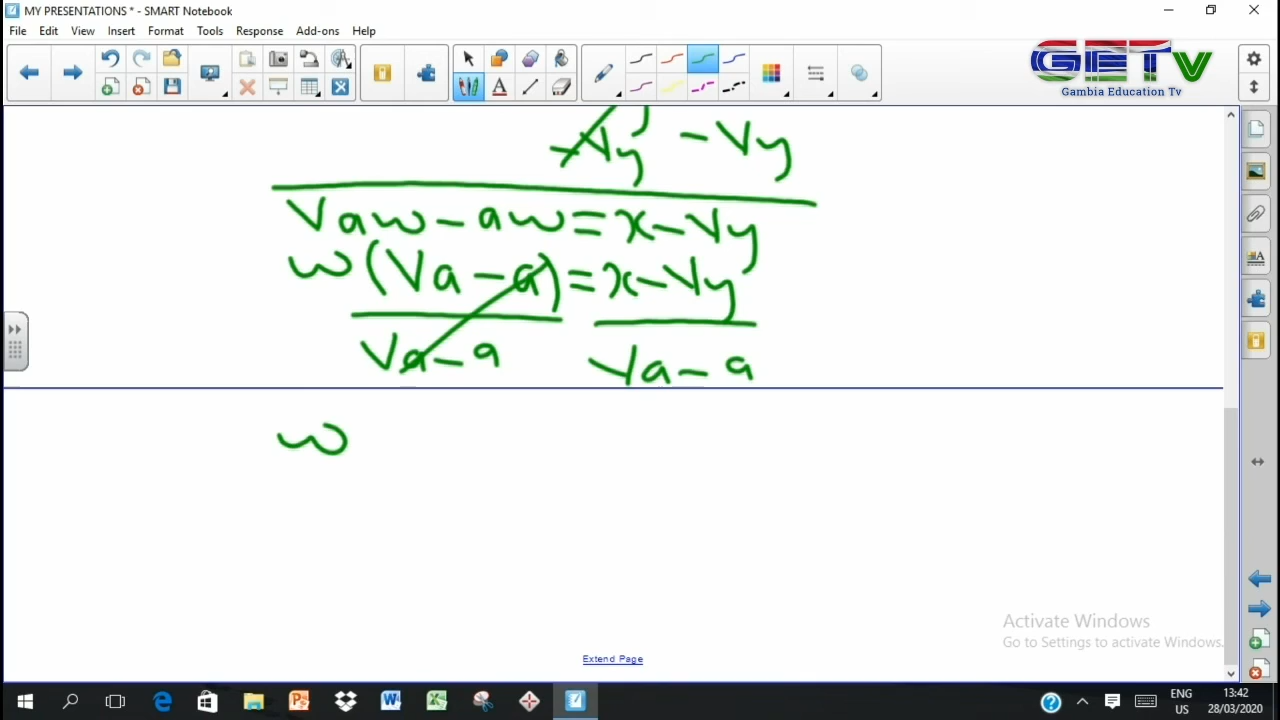 MY PRESENTATIONS * - SMART Notebook
File Edit View Insert Format Tools Response Add-ons Help
GETV
Gambia Education Tv
-Vy - Vy
Vaw - aw = x - Vy
w(Va - a) = x - Vy
Va - a Va - a
w
Activate Windows
Go to Settings to activate Windows.
Extend Page
ENG 13:42
US 28/03/2020